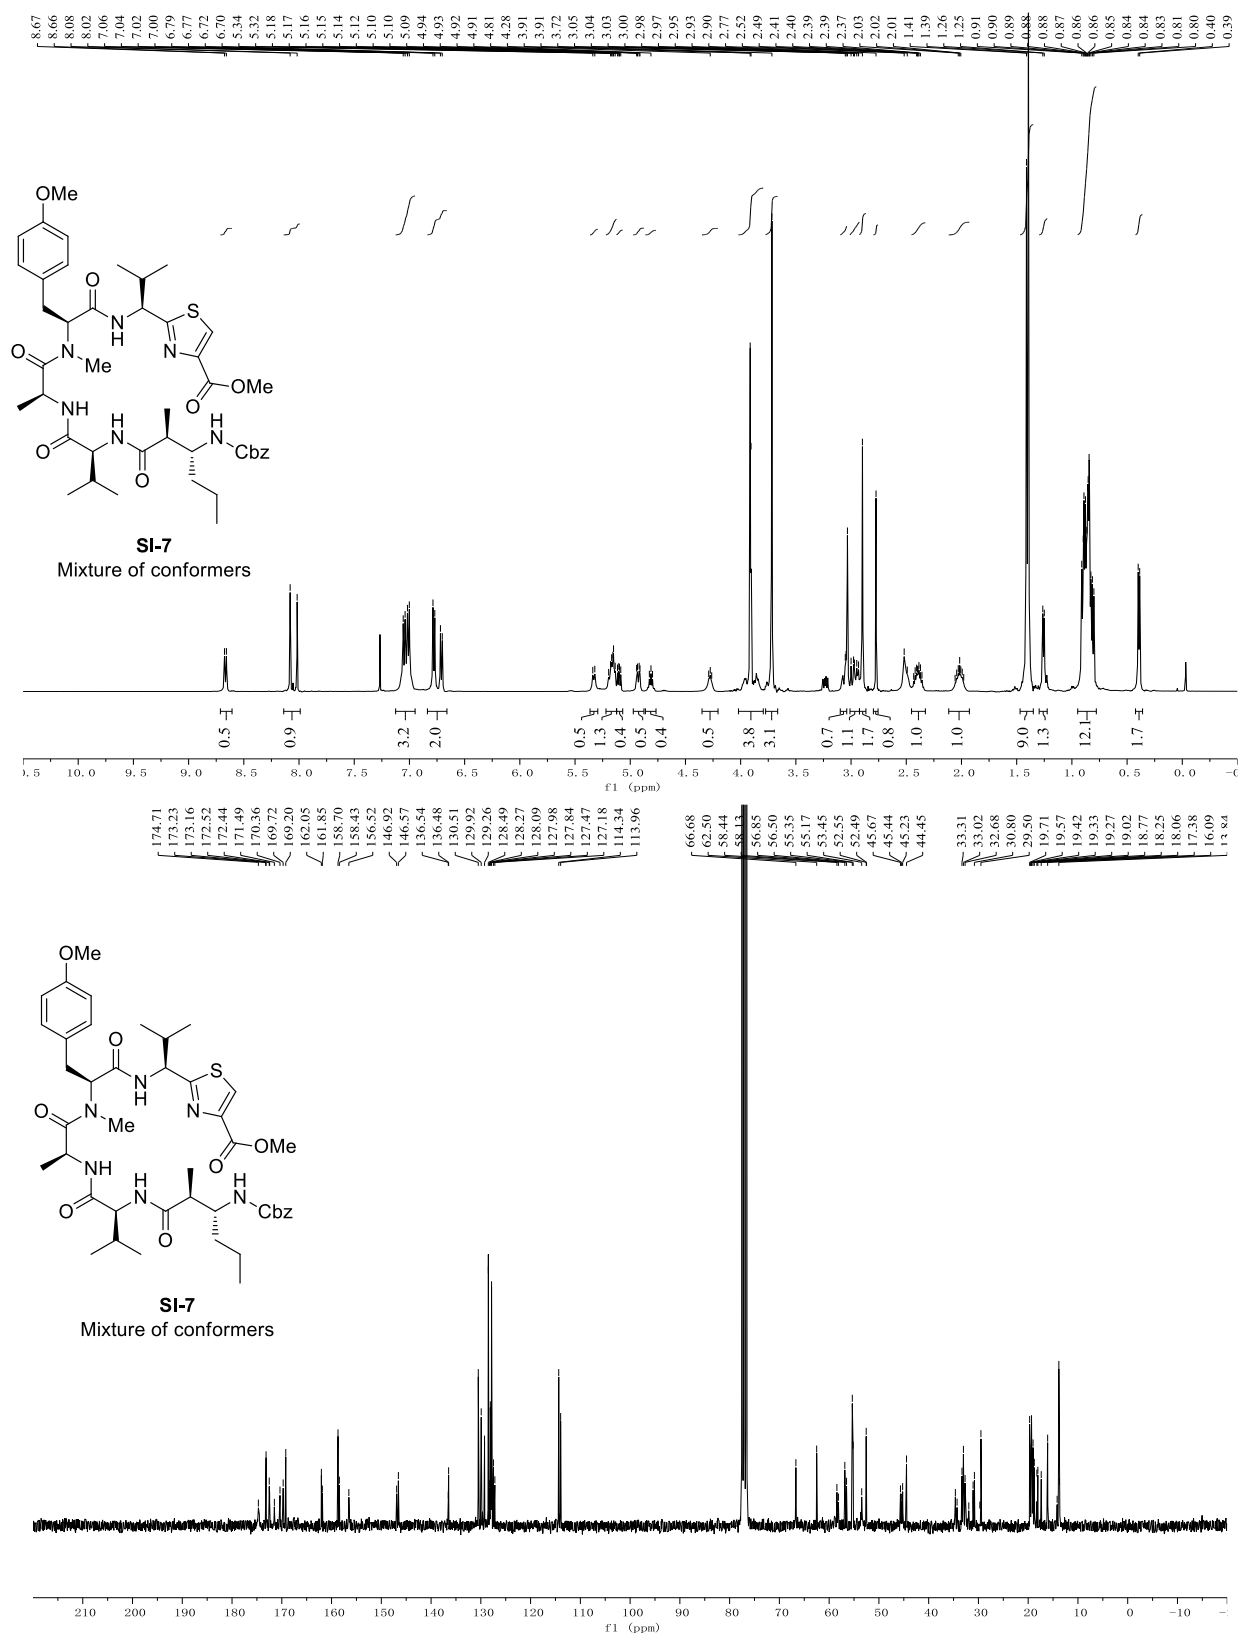 8.67 8.66 8.08 8.02 7.06 7.04 7.02 7.00 6.79 6.77 6.72 6.70 5.34 5.32 5.18 5.17 5.16 5.15 5.14 5.12 5.10 5.10 5.09 4.94 4.93 4.92 4.91 4.81 4.28 3.91 3.91 3.72 3.05 3.04 3.03 3.00 2.98 2.97 2.95 2.93 2.90 2.77 2.52 2.49 2.41 2.40 2.39 2.39 2.37 2.03 2.02 2.01 1.41 1.39 1.26 1.25 0.91 0.90 0.89 0.88 0.88 0.87 0.86 0.86 0.85 0.84 0.84 0.83 0.81 0.80 0.40 0.39
OMe
O
S
N
H
N
O
N
Me
OMe
O
NH
H
N
H
N
Cbz
O
O
SI-7
Mixture of conformers
0.5 0.9 3.2 2.0 0.5 1.3 0.4 0.5 0.4 0.5 3.8 3.1 0.7 1.1 1.7 0.8 1.0 1.0 9.0 1.3 12.1 1.7
10.0 9.5 9.0 8.5 8.0 7.5 7.0 6.5 6.0 5.5 5.0 4.5 4.0 3.5 3.0 2.5 2.0 1.5 1.0 0.5 0.0
f1 (ppm)
174.71 173.23 173.16 172.52 172.44 171.49 170.36 169.72 169.20 162.05 161.85 158.70 158.43 156.52 146.92 146.57 136.54 136.48 130.51 129.92 129.26 128.49 128.27 128.09 127.98 127.84 127.47 127.18 114.34 113.96
66.68 62.50 58.44 58.13 56.85 56.50 55.35 55.17 53.45 52.55 52.49 45.67 45.44 45.23 44.45
33.31 33.02 32.68 30.80 29.50 19.71 19.57 19.42 19.33 19.27 19.02 18.77 18.25 18.06 17.38 16.09 13.84
OMe
O
S
N
H
N
O
N
Me
OMe
O
NH
H
N
H
N
Cbz
O
O
SI-7
Mixture of conformers
210 200 190 180 170 160 150 140 130 120 110 100 90 80 70 60 50 40 30 20 10 0 -10
f1 (ppm)